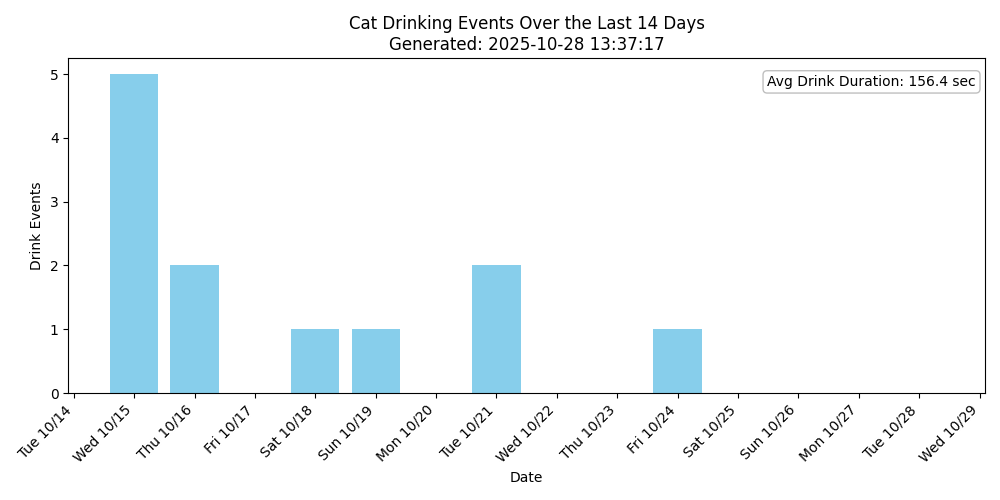 Cat Drinking Events Over the Last 14 Days
Generated: 2025-10-28 13:37:17
Avg Drink Duration: 156.4 sec
Drink Events
5
4
3
2
1
0
Tue 10/14
Wed 10/15
Thu 10/16
Fri 10/17
Sat 10/18
Sun 10/19
Mon 10/20
Tue 10/21
Wed 10/22
Thu 10/23
Fri 10/24
Sat 10/25
Sun 10/26
Mon 10/27
Tue 10/28
Wed 10/29
Date